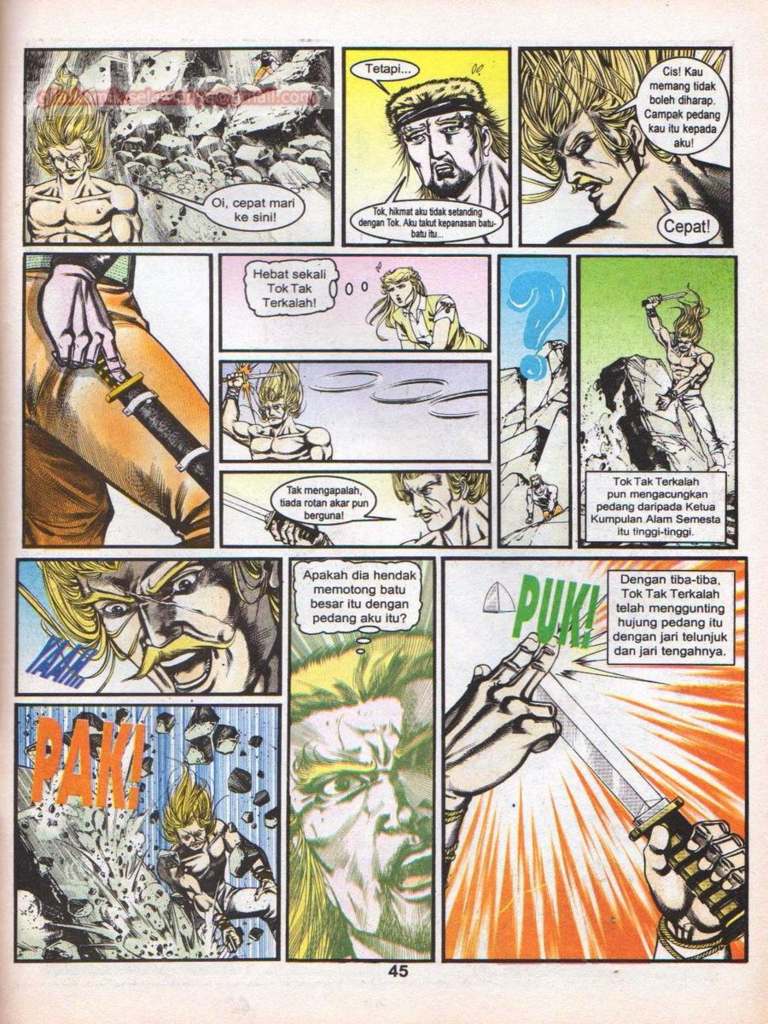 Oi, cepat mari
ke sini!
Tetapi...
Tok, hikmat aku tidak setanding
dengan Tok. Aku takut kepanasan batu-
batu itu...
Cis! Kau
memang tidak
boleh diharap.
Campak pedang
kau itu kepada
aku!
Cepat!
Hebat sekali
Tok Tak
Terkalah!
Tak mengapalah,
tiada rotan akar pun
berguna!
?
Tok Tak Terkalah
pun mengacungkan
pedang daripada Ketua
Kumpulan Alam Semesta
itu tinggi-tinggi.
YAAH...
PAK!
Apakah dia hendak
memotong batu
besar itu dengan
pedang aku itu?
PUK!
Dengan tiba-tiba,
Tok Tak Terkalah
telah menggunting
hujung pedang itu
dengan jari telunjuk
dan jari tengahnya.
45